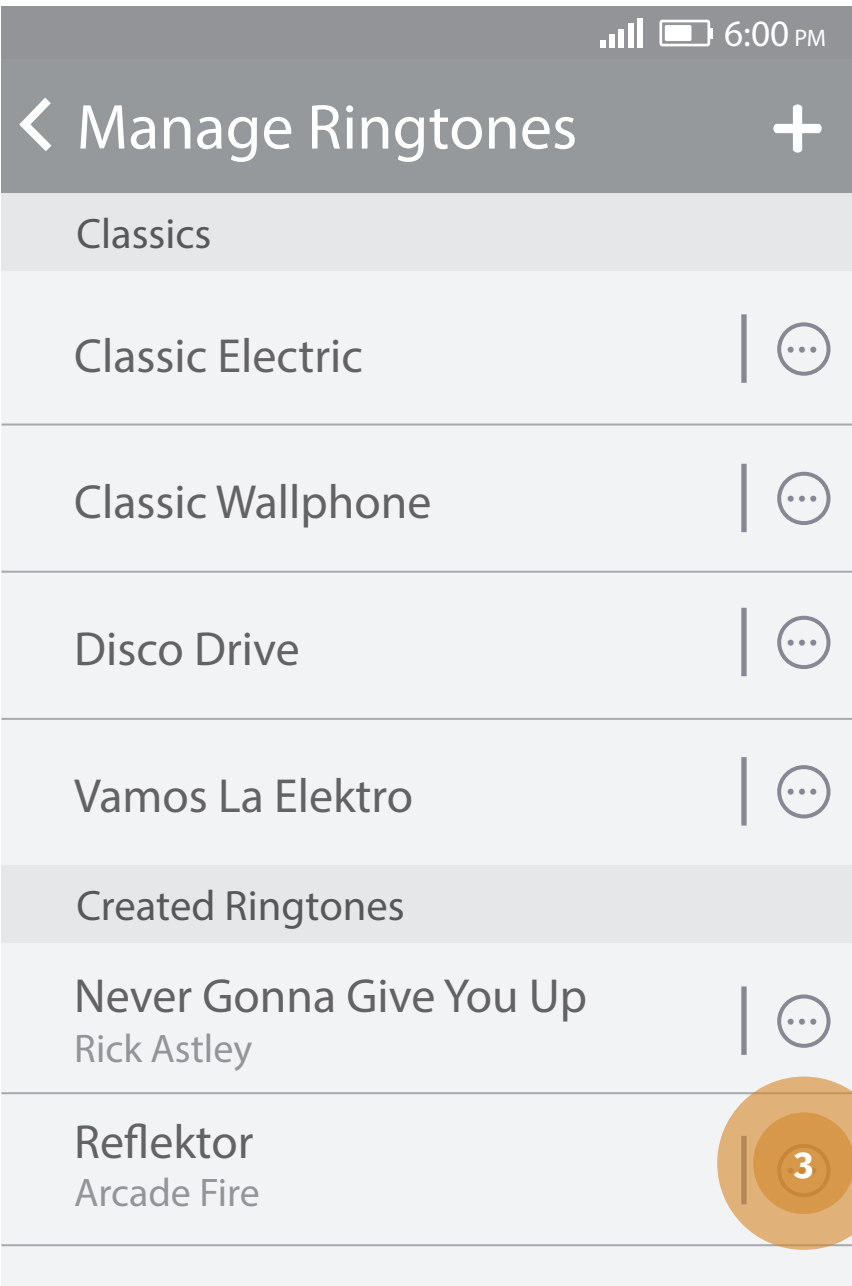 6:00 PM
Manage Ringtones
Classics
Classic Electric
Classic Wallphone
Disco Drive
Vamos La Elektro
Created Ringtones
Never Gonna Give You Up
Rick Astley
Reflektor
Arcade Fire
3